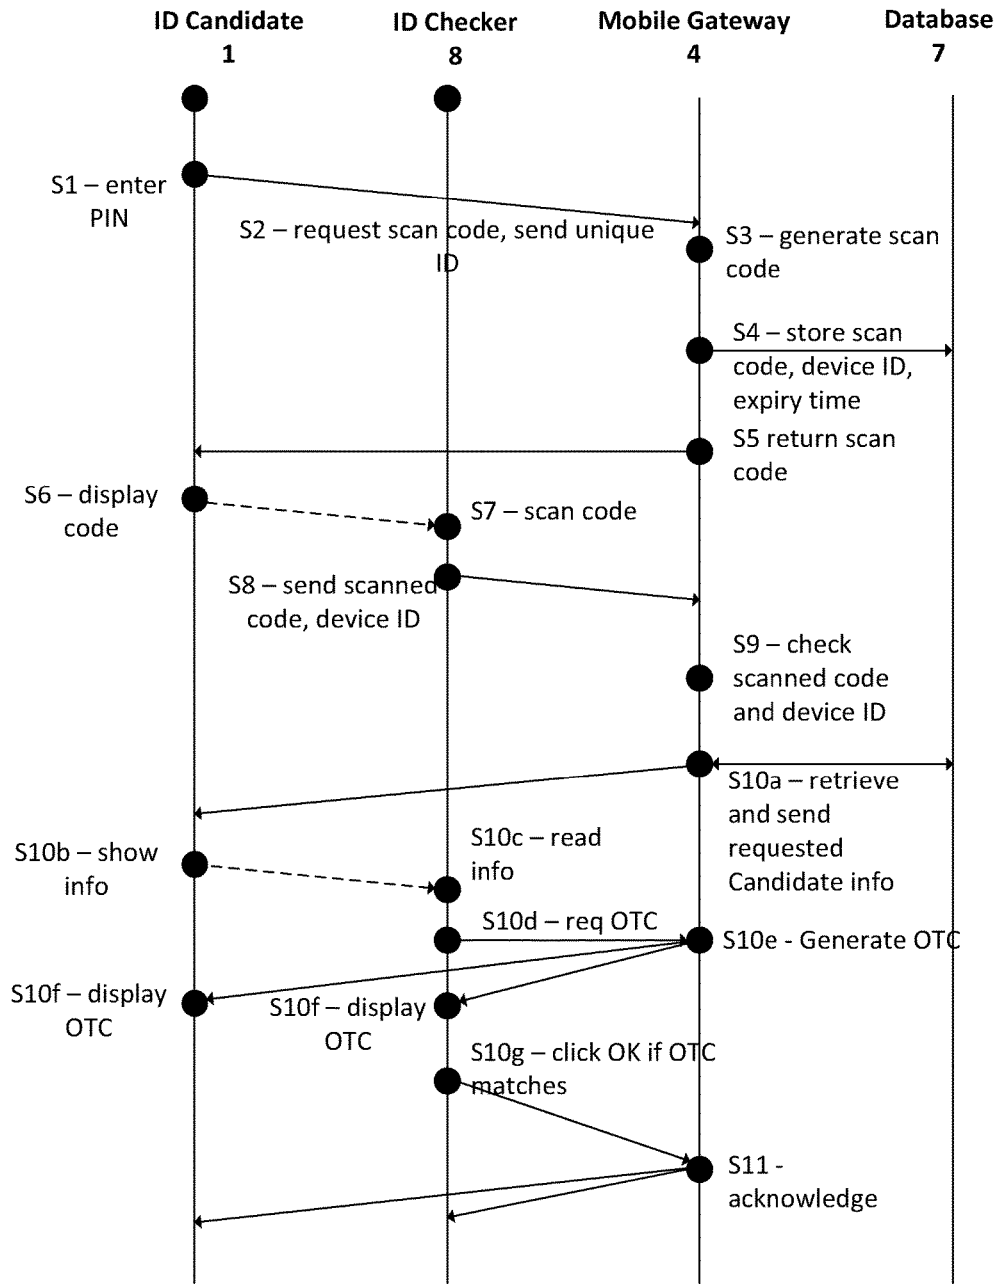 ID Candidate
1
ID Checker
8
Mobile Gateway
4
Database
7
S1 – enter
PIN
S2 – request scan code, send unique
ID
S3 – generate scan
code
S4 – store scan
code, device ID,
expiry time
S5 return scan
code
S6 – display
code
S7 – scan code
S8 – send scanned
code, device ID
S9 – check
scanned code
and device ID
S10a – retrieve
and send
requested
Candidate info
S10b – show
info
S10c – read
info
S10d – req OTC
S10e - Generate OTC
S10f – display
OTC
S10f – display
OTC
S10g – click OK if OTC
matches
S11 -
acknowledge